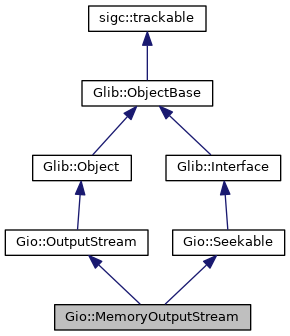 sigc::trackable
Glib::ObjectBase
Glib::Object
Glib::Interface
Gio::OutputStream
Gio::Seekable
Gio::MemoryOutputStream